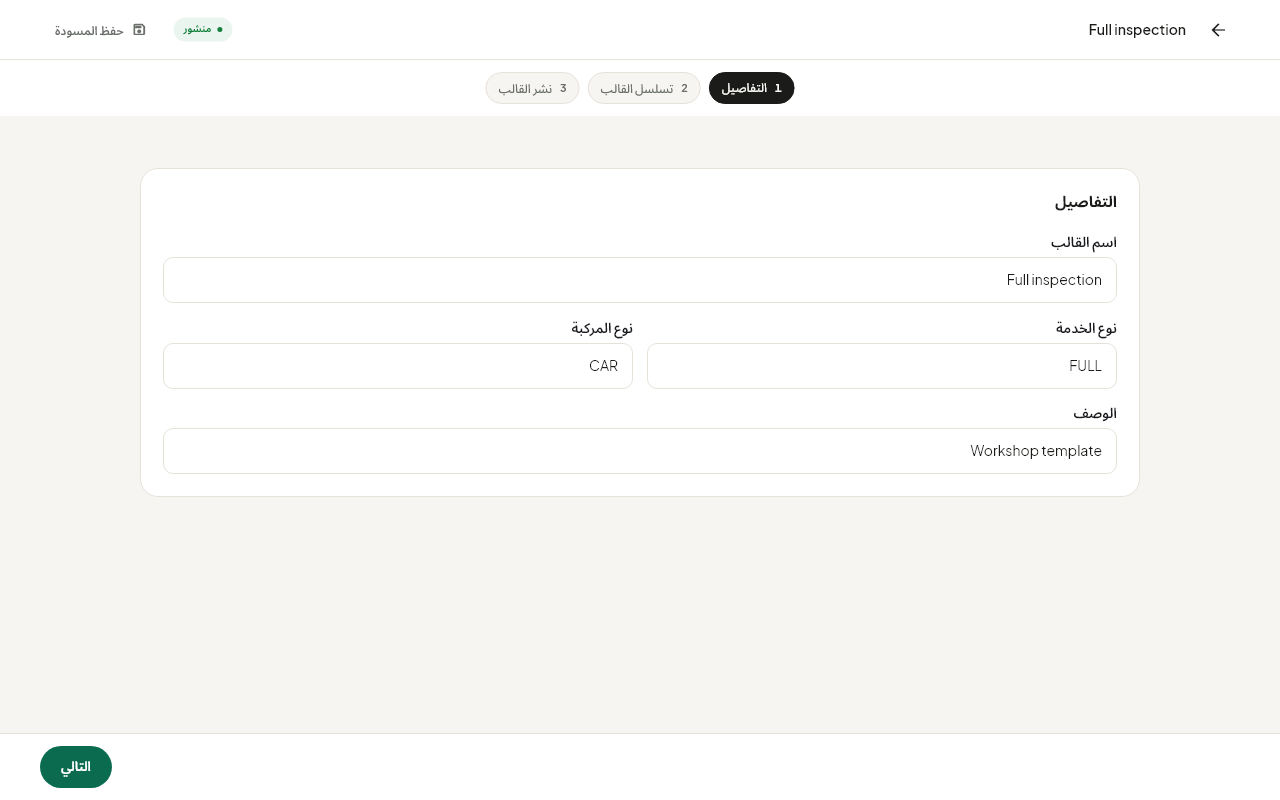 Full inspection
منشور
حفظ المسودة
1 التفاصيل
2 تسلسل القالب
3 نشر القالب
التفاصيل
اسم القالب
Full inspection
نوع الخدمة
نوع المركبة
FULL
CAR
الوصف
Workshop template
التالي